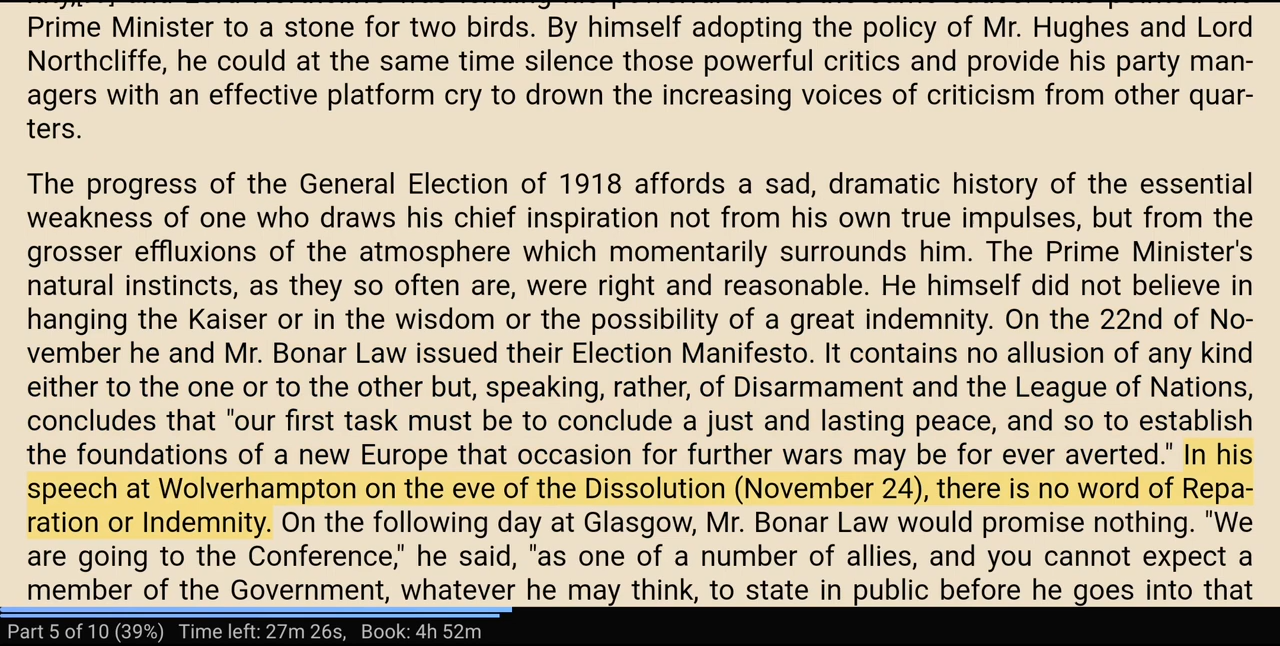 Prime Minister to a stone for two birds. By himself adopting the policy of Mr. Hughes and Lord
Northcliffe, he could at the same time silence those powerful critics and provide his party man-
agers with an effective platform cry to drown the increasing voices of criticism from other quar-
ters.
The progress of the General Election of 1918 affords a sad, dramatic history of the essential
weakness of one who draws his chief inspiration not from his own true impulses, but from the
grosser effluxions of the atmosphere which momentarily surrounds him. The Prime Minister's
natural instincts, as they so often are, were right and reasonable. He himself did not believe in
hanging the Kaiser or in the wisdom or the possibility of a great indemnity. On the 22nd of No-
vember he and Mr. Bonar Law issued their Election Manifesto. It contains no allusion of any kind
either to the one or to the other but, speaking, rather, of Disarmament and the League of Nations,
concludes that "our first task must be to conclude a just and lasting peace, and so to establish
the foundations of a new Europe that occasion for further wars may be for ever averted." In his
speech at Wolverhampton on the eve of the Dissolution (November 24), there is no word of Repa-
ration or Indemnity. On the following day at Glasgow, Mr. Bonar Law would promise nothing. "We
are going to the Conference," he said, "as one of a number of allies, and you cannot expect a
member of the Government, whatever he may think, to state in public before he goes into that
Part 5 of 10 (39%) Time left: 27m 26s, Book: 4h 52m